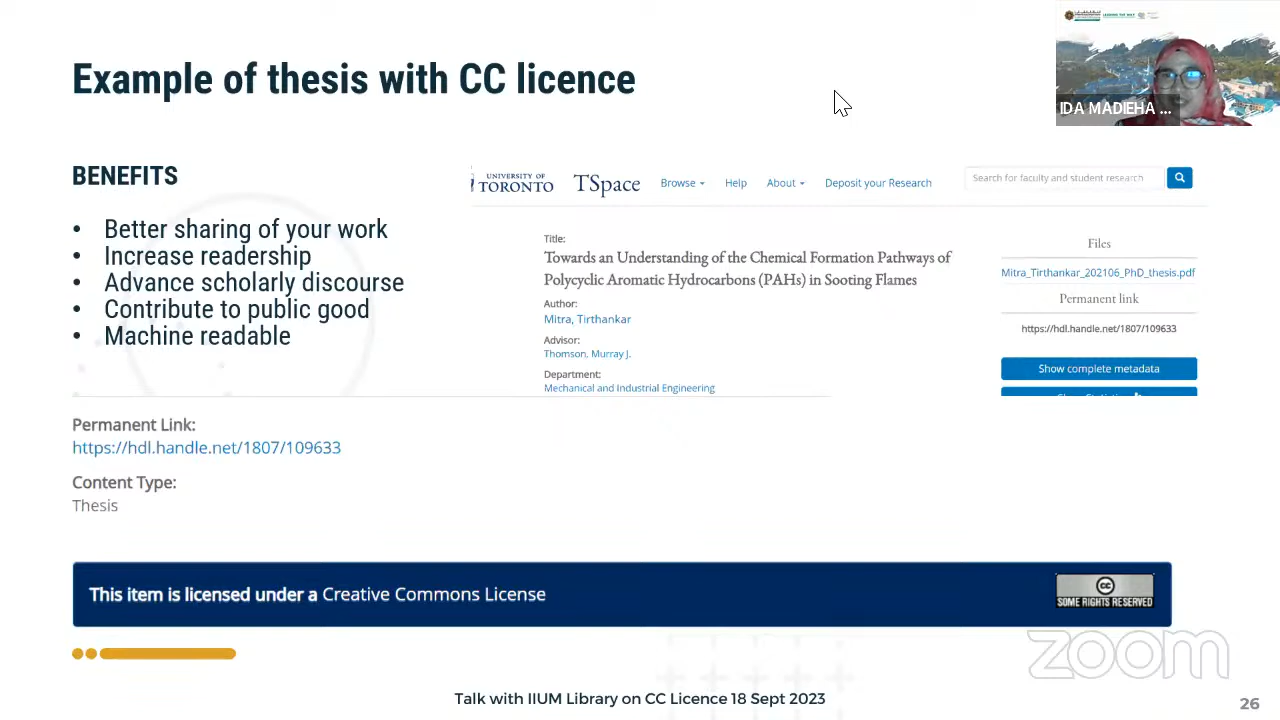 Example of thesis with CC licence
IDA MADIEHA ...
BENEFITS
• Better sharing of your work
• Increase readership
• Advance scholarly discourse
• Contribute to public good
• Machine readable
UNIVERSITY OF
TORONTO
TSpace
Browse
Help
About
Deposit your Research
Search for faculty and student research
Title:
Towards an Understanding of the Chemical Formation Pathways of
Polycyclic Aromatic Hydrocarbons (PAHs) in Sooting Flames
Author:
Mitra, Tirthankar
Advisor:
Thomson, Murray J.
Department:
Mechanical and Industrial Engineering
Files
Mitra_Tirthankar_202106_PhD_thesis.pdf
Permanent link
https://hdl.handle.net/1807/109633
Show complete metadata
Permanent Link:
https://hdl.handle.net/1807/109633
Content Type:
Thesis
This item is licensed under a Creative Commons License
cc
SOME RIGHTS RESERVED
zoom
Talk with IIUM Library on CC Licence 18 Sept 2023
26